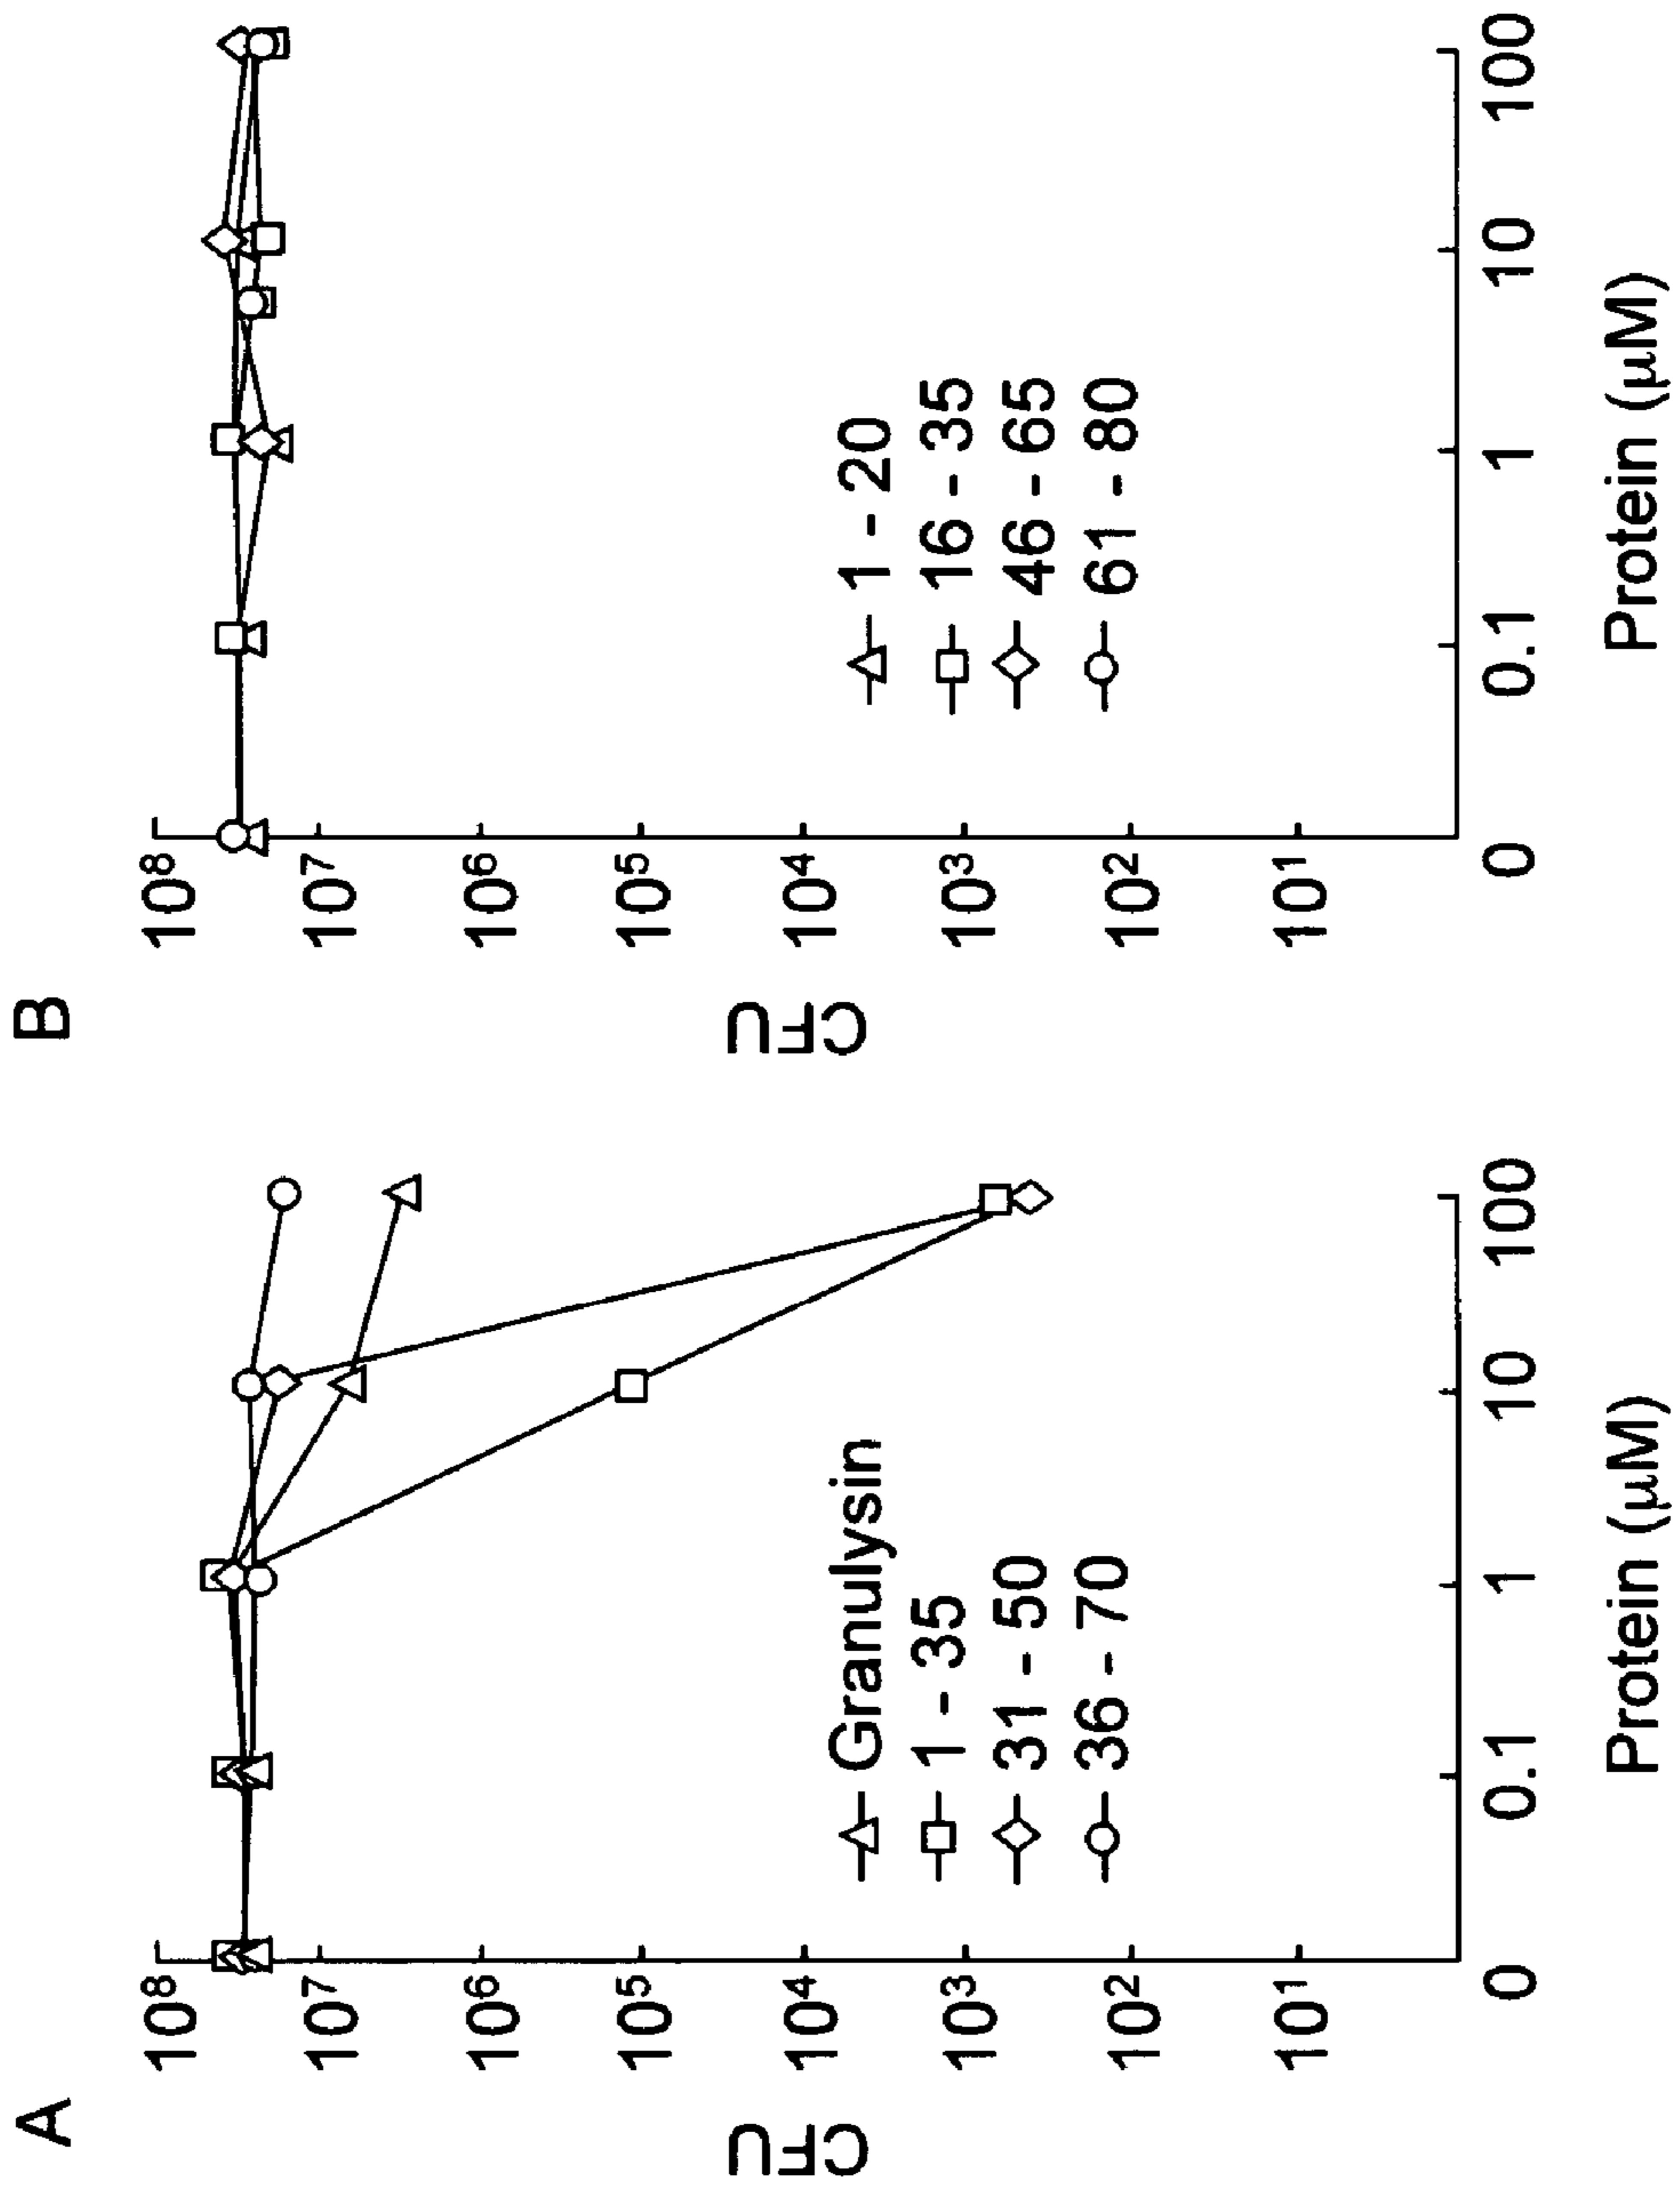 A
CFU
10⁸
10⁷
10⁶
10⁵
10⁴
10³
10²
10¹
0 0.1 1 10 100
Protein (μM)
Granulysin
1 - 35
31 - 50
36 - 70
B
CFU
10⁸
10⁷
10⁶
10⁵
10⁴
10³
10²
10¹
0 0.1 1 10 100
Protein (μM)
1 - 20
16 - 35
46 - 65
61 - 80